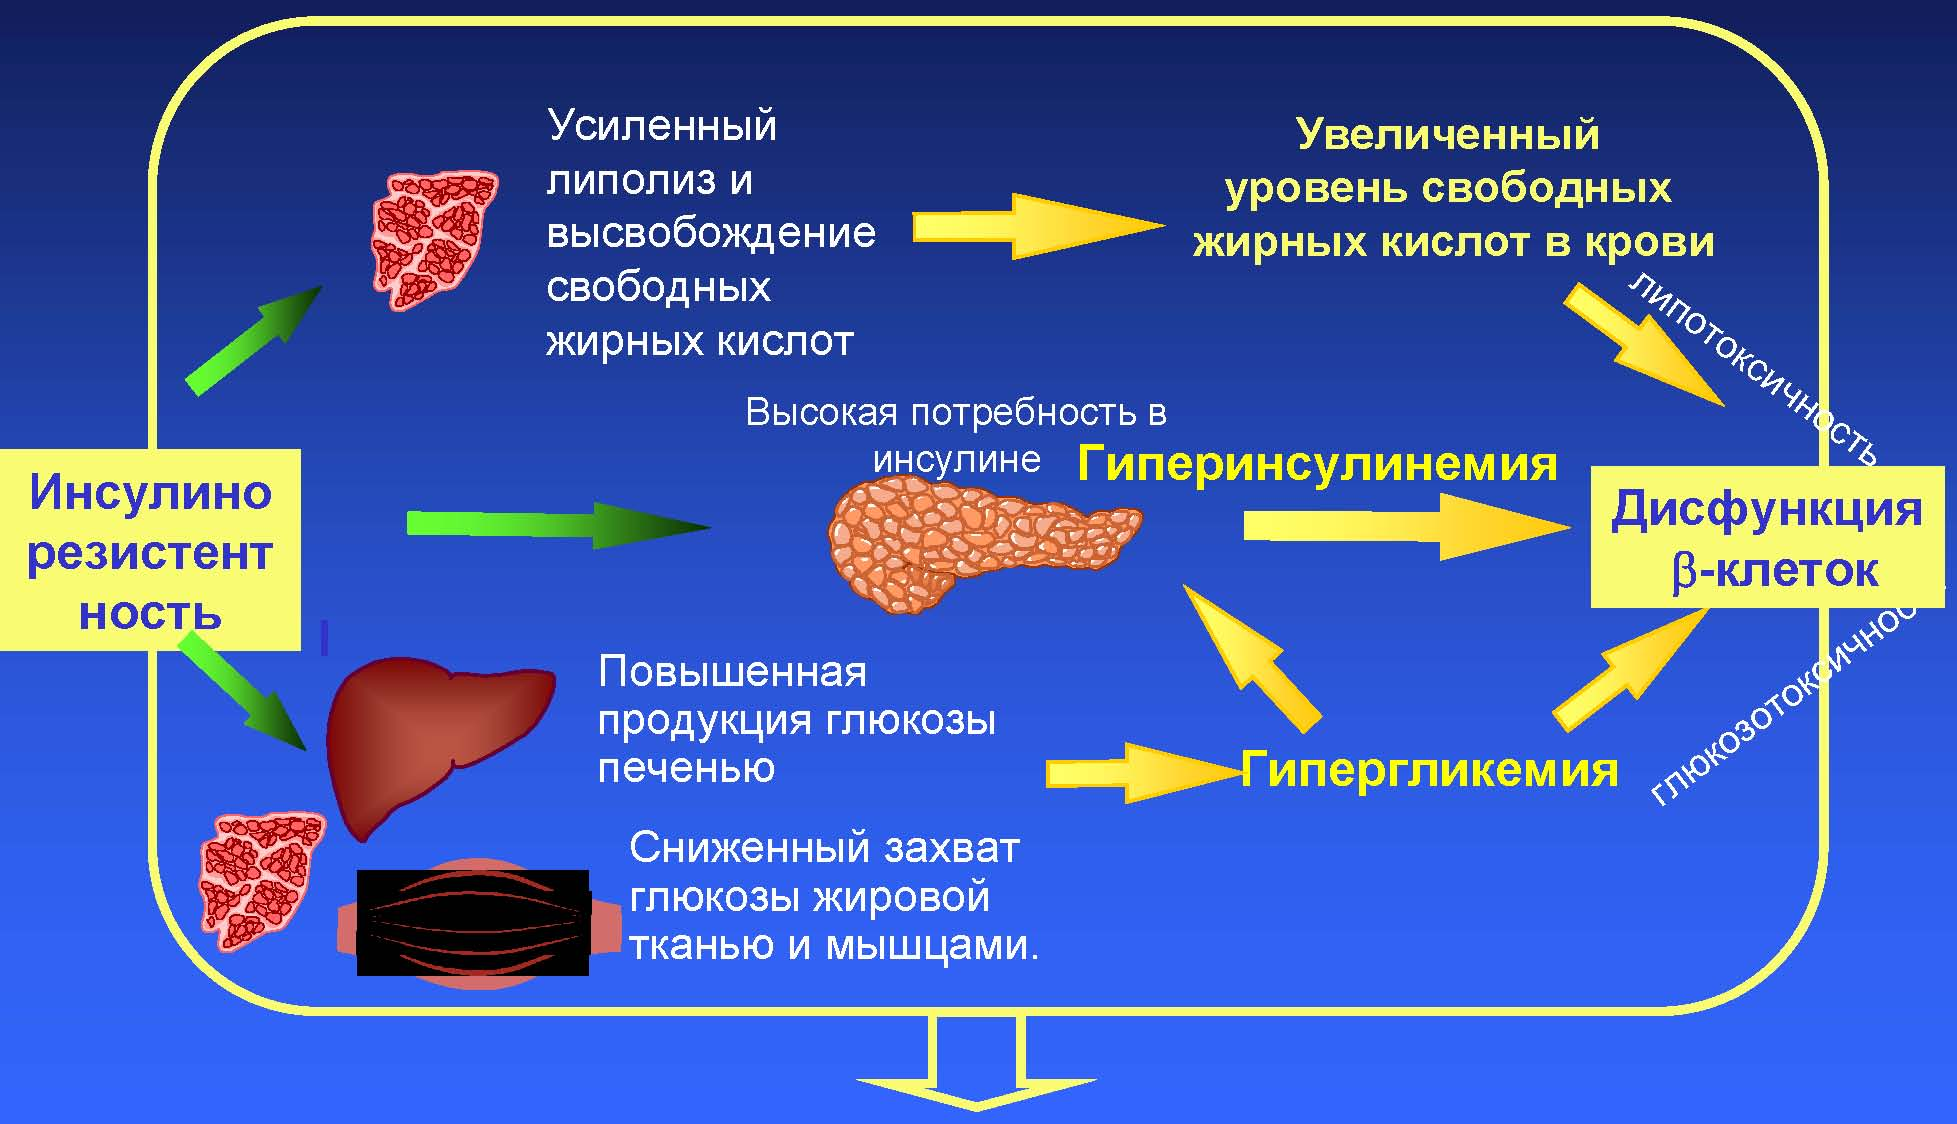 Усиленный
липолиз и
высвобождение
свободных
жирных кислот
Увеличенный
уровень свободных
жирных кислот в крови
липотоксичность
Высокая потребность в
инсулине
Гиперинсулинемия
Инсулино
резистент
ность
Дисфункция
β-клеток
Повышенная
продукция глюкозы
печенью
Гипергликемия
Сниженный захват
глюкозы жировой
тканью и мышцами.